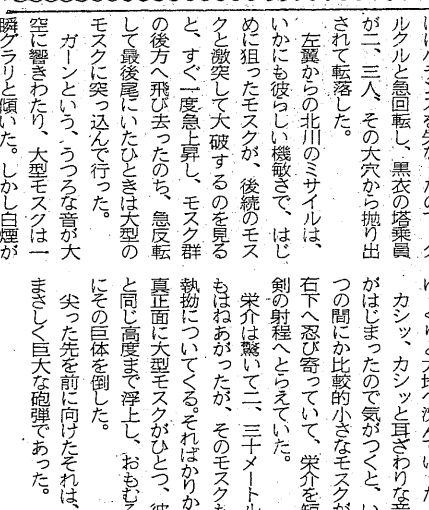 ルクルと急回転し、黒衣の塔乗員
が二、三人、その大穴から抛り出
されて転落した。
左翼からの北川のミサイルは、
いかにも彼らしい機敏さで、はじ
めに狙ったモスクが、後続のモス
クと激突して大破するのを見る
と、すぐ一度急上昇し、モスク群
の後方へ飛び去ったのち、急反転
して最後尾にいたひときは大型の
モスクに突っ込んで行った。
ガーンという、うつろな音が大
空に響きわたり、大型モスクは一
瞬グラリと傾いた。しかし白煙が
カシッ、カシッと耳ざわりな音
がはじまったので気がつくと、い
つの間にか比較的小さなモスクが
右下へ忍び寄っていて、栄介を短
剣の射程へとらえていた。
栄介は驚いて二、三十メートル
もはねあがったが、そのモスクも
執拗についてくる。そればかりか
真正面に大型モスクがひとつ、彼
と同じ高度まで浮上し、おもむろ
にその巨体を倒した。
尖った先を前に向けたそれは、
まさしく巨大な砲弾であった。